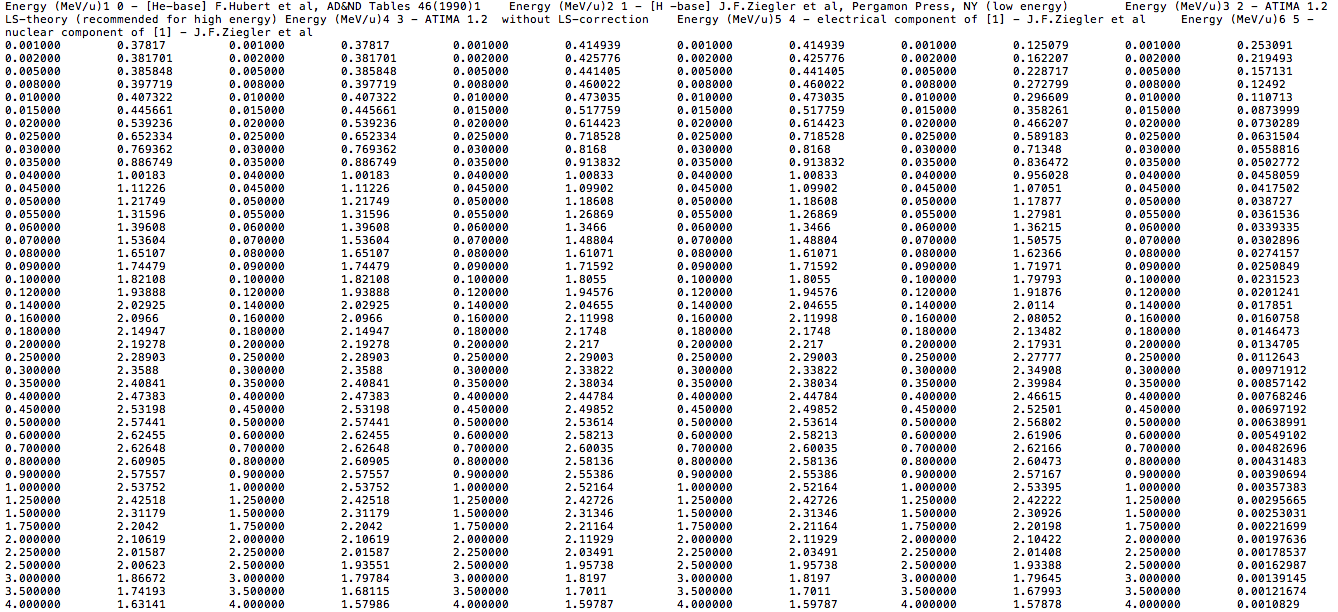 Energy (MeV/u)1 0 - [He-base] F.Hubert et al, AD&ND Tables 46(1990)1 Energy (MeV/u)2 1 - [H -base] J.F.Ziegler et al, Pergamon Press, NY (low energy) Energy (MeV/u)3 2 - ATIMA 1.2
LS-theory (recommended for high energy) Energy (MeV/u)4 3 - ATIMA 1.2 without LS-correction Energy (MeV/u)5 4 - electrical component of [1] - J.F.Ziegler et al Energy (MeV/u)6 5 -
nuclear component of [1] - J.F.Ziegler et al
0.001000 0.37817 0.001000 0.37817 0.001000 0.414939 0.001000 0.414939 0.001000 0.125079 0.001000 0.253091
0.002000 0.381701 0.002000 0.381701 0.002000 0.425776 0.002000 0.425776 0.002000 0.162207 0.002000 0.219493
0.005000 0.385848 0.005000 0.385848 0.005000 0.441405 0.005000 0.441405 0.005000 0.228717 0.005000 0.157131
0.008000 0.397719 0.008000 0.397719 0.008000 0.460022 0.008000 0.460022 0.008000 0.272799 0.008000 0.12492
0.010000 0.407322 0.010000 0.407322 0.010000 0.473035 0.010000 0.473035 0.010000 0.296609 0.010000 0.110713
0.015000 0.445661 0.015000 0.445661 0.015000 0.517759 0.015000 0.517759 0.015000 0.358261 0.015000 0.0873999
0.020000 0.539236 0.020000 0.539236 0.020000 0.614423 0.020000 0.614423 0.020000 0.466207 0.020000 0.0730289
0.025000 0.652334 0.025000 0.652334 0.025000 0.718528 0.025000 0.718528 0.025000 0.589183 0.025000 0.0631504
0.030000 0.769362 0.030000 0.769362 0.030000 0.8168 0.030000 0.8168 0.030000 0.71348 0.030000 0.0558816
0.035000 0.886749 0.035000 0.886749 0.035000 0.913832 0.035000 0.913832 0.035000 0.836472 0.035000 0.0502772
0.040000 1.00183 0.040000 1.00183 0.040000 1.00833 0.040000 1.00833 0.040000 0.956028 0.040000 0.0458059
0.045000 1.11226 0.045000 1.11226 0.045000 1.09902 0.045000 1.09902 0.045000 1.07051 0.045000 0.0417502
0.050000 1.21749 0.050000 1.21749 0.050000 1.18608 0.050000 1.18608 0.050000 1.17877 0.050000 0.038727
0.055000 1.31596 0.055000 1.31596 0.055000 1.26869 0.055000 1.26869 0.055000 1.27981 0.055000 0.0361536
0.060000 1.39608 0.060000 1.39608 0.060000 1.3466 0.060000 1.3466 0.060000 1.36215 0.060000 0.0339335
0.070000 1.53604 0.070000 1.53604 0.070000 1.48804 0.070000 1.48804 0.070000 1.50575 0.070000 0.0302896
0.080000 1.65107 0.080000 1.65107 0.080000 1.61071 0.080000 1.61071 0.080000 1.62366 0.080000 0.0274157
0.090000 1.74479 0.090000 1.74479 0.090000 1.71592 0.090000 1.71592 0.090000 1.71971 0.090000 0.0250849
0.100000 1.82108 0.100000 1.82108 0.100000 1.8055 0.100000 1.8055 0.100000 1.79793 0.100000 0.0231523
0.120000 1.93888 0.120000 1.93888 0.120000 1.94576 0.120000 1.94576 0.120000 1.91876 0.120000 0.0201241
0.140000 2.02925 0.140000 2.02925 0.140000 2.04655 0.140000 2.04655 0.140000 2.0114 0.140000 0.017851
0.160000 2.0966 0.160000 2.0966 0.160000 2.11998 0.160000 2.11998 0.160000 2.08052 0.160000 0.0160758
0.180000 2.14947 0.180000 2.14947 0.180000 2.1748 0.180000 2.1748 0.180000 2.13482 0.180000 0.0146473
0.200000 2.19278 0.200000 2.19278 0.200000 2.217 0.200000 2.217 0.200000 2.17931 0.200000 0.0134705
0.250000 2.28903 0.250000 2.28903 0.250000 2.29003 0.250000 2.29003 0.250000 2.27777 0.250000 0.0112643
0.300000 2.3588 0.300000 2.3588 0.300000 2.33822 0.300000 2.33822 0.300000 2.34908 0.300000 0.00971912
0.350000 2.40841 0.350000 2.40841 0.350000 2.38034 0.350000 2.38034 0.350000 2.39984 0.350000 0.00857142
0.400000 2.47383 0.400000 2.47383 0.400000 2.44784 0.400000 2.44784 0.400000 2.46615 0.400000 0.00768246
0.450000 2.53198 0.450000 2.53198 0.450000 2.49852 0.450000 2.49852 0.450000 2.52501 0.450000 0.00697192
0.500000 2.57441 0.500000 2.57441 0.500000 2.53614 0.500000 2.53614 0.500000 2.56802 0.500000 0.00638991
0.600000 2.62455 0.600000 2.62455 0.600000 2.58213 0.600000 2.58213 0.600000 2.61906 0.600000 0.00549102
0.700000 2.62648 0.700000 2.62648 0.700000 2.60035 0.700000 2.60035 0.700000 2.62166 0.700000 0.00482696
0.800000 2.60905 0.800000 2.60905 0.800000 2.58136 0.800000 2.58136 0.800000 2.60473 0.800000 0.00431483
0.900000 2.57557 0.900000 2.57557 0.900000 2.55386 0.900000 2.55386 0.900000 2.57167 0.900000 0.00390694
1.000000 2.53752 1.000000 2.53752 1.000000 2.52164 1.000000 2.52164 1.000000 2.53395 1.000000 0.00357383
1.250000 2.42518 1.250000 2.42518 1.250000 2.42726 1.250000 2.42726 1.250000 2.42222 1.250000 0.00295665
1.500000 2.31179 1.500000 2.31179 1.500000 2.31346 1.500000 2.31346 1.500000 2.30926 1.500000 0.00253031
1.750000 2.2042 1.750000 2.2042 1.750000 2.21164 1.750000 2.21164 1.750000 2.20198 1.750000 0.00221699
2.000000 2.10619 2.000000 2.10619 2.000000 2.11929 2.000000 2.11929 2.000000 2.10422 2.000000 0.00197636
2.250000 2.01587 2.250000 2.01587 2.250000 2.03491 2.250000 2.03491 2.250000 2.01408 2.250000 0.00178537
2.500000 2.00623 2.500000 1.93551 2.500000 1.95738 2.500000 1.95738 2.500000 1.93388 2.500000 0.00162987
3.000000 1.86672 3.000000 1.79784 3.000000 1.8197 3.000000 1.8197 3.000000 1.79645 3.000000 0.00139145
3.500000 1.74193 3.500000 1.68115 3.500000 1.7011 3.500000 1.7011 3.500000 1.67993 3.500000 0.00121674
4.000000 1.63141 4.000000 1.57986 4.000000 1.59787 4.000000 1.59787 4.000000 1.57878 4.000000 0.0010829